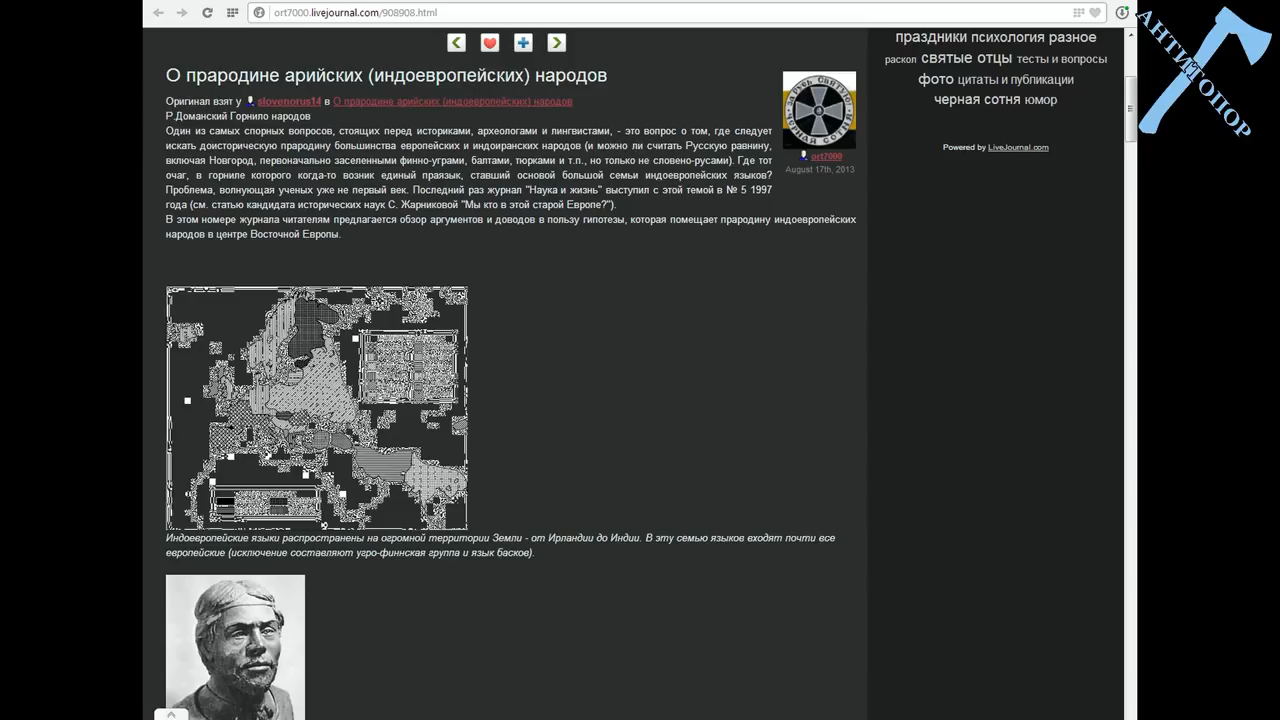 ort7000.livejournal.com/908908.html
О прародине арийских (индоевропейских) народов
Оригинал взят у slovenorus14 в О прародине арийских (индоевропейских) народов
Р.Доманский Горнило народов
Один из самых спорных вопросов, стоящих перед историками, археологами и лингвистами, - это вопрос о том, где следует
искать доисторическую прародину большинства европейских и индоиранских народов (и можно ли считать Русскую равнину,
включая Новгород, первоначально заселенными финно-уграми, балтами, тюрками и т.п., но только не словено-русами). Где тот
очаг, в горниле которого когда-то возник единый праязык, ставший основой большой семьи индоевропейских языков?
Проблема, волнующая ученых уже не первый век. Последний раз журнал "Наука и жизнь" выступил с этой темой в № 5 1997
года (см. статью кандидата исторических наук С. Жарниковой "Мы кто в этой старой Европе?").
В этом номере журнала читателям предлагается обзор аргументов и доводов в пользу гипотезы, которая помещает прародину индоевропейских
народов в центре Восточной Европы.
за Русь Святую
чорная сотня
ort7000
August 17th, 2013
Индоевропейские языки распространены на огромной территории Земли - от Ирландии до Индии. В эту семью языков входят почти все
европейские (исключение составляют угро-финнская группа и язык басков).
праздники психология разное
раскол святые отцы тесты и вопросы
фото цитаты и публикации
черная сотня юмор
Powered by LiveJournal.com
АНТИТОПОР